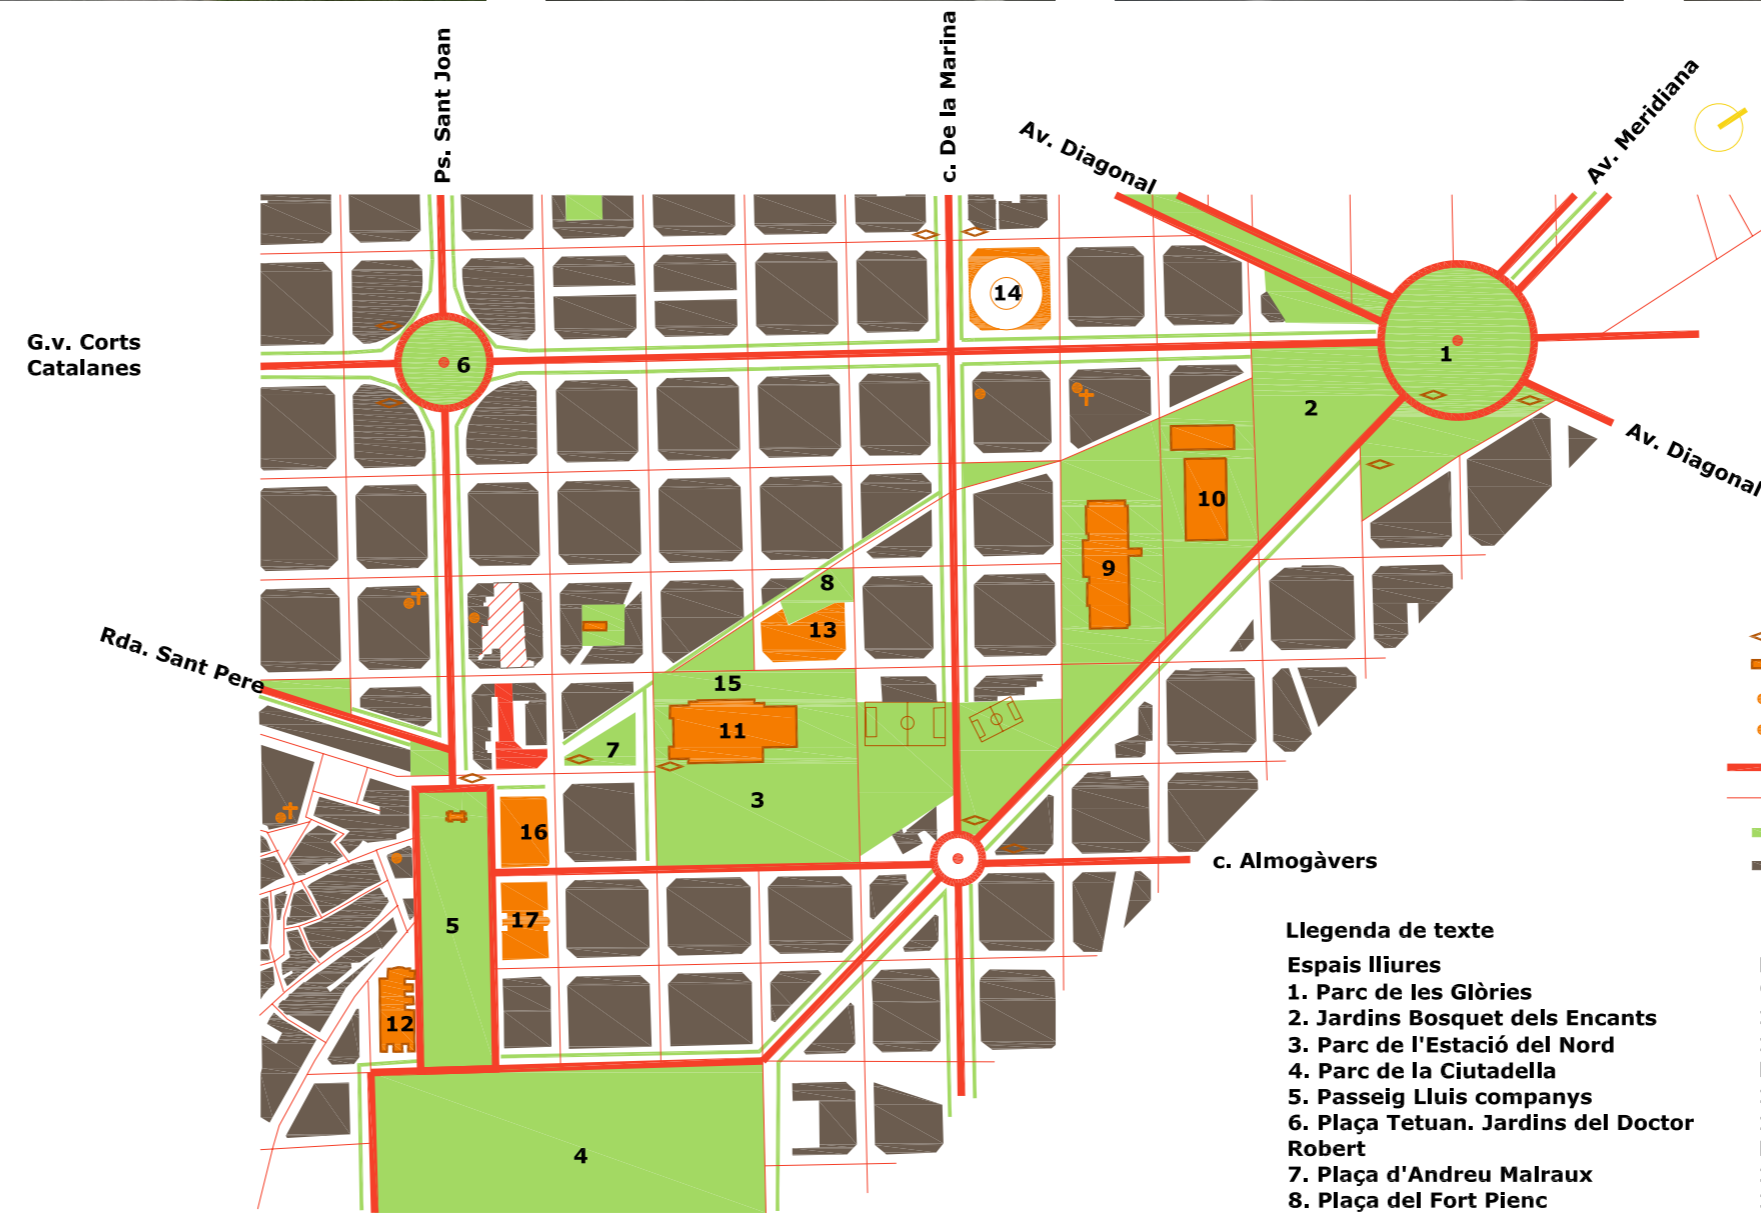 Ps. Sant Joan
c. De la Marina
Av. Diagonal
Av. Meridiana
G.v. Corts
Catalanes
14
6
1
2
10
9
8
13
Rda. Sant Pere
15
11
7
3
16
c. Almogàvers
5
17
12
4
Av. Diagonal
Llegenda de texte
Espais lliures
1. Parc de les Glòries
2. Jardins Bosquet dels Encants
3. Parc de l'Estació del Nord
4. Parc de la Ciutadella
5. Passeig Lluis companys
6. Plaça Tetuan. Jardins del Doctor
Robert
7. Plaça d'Andreu Malraux
8. Plaça del Fort Pienc